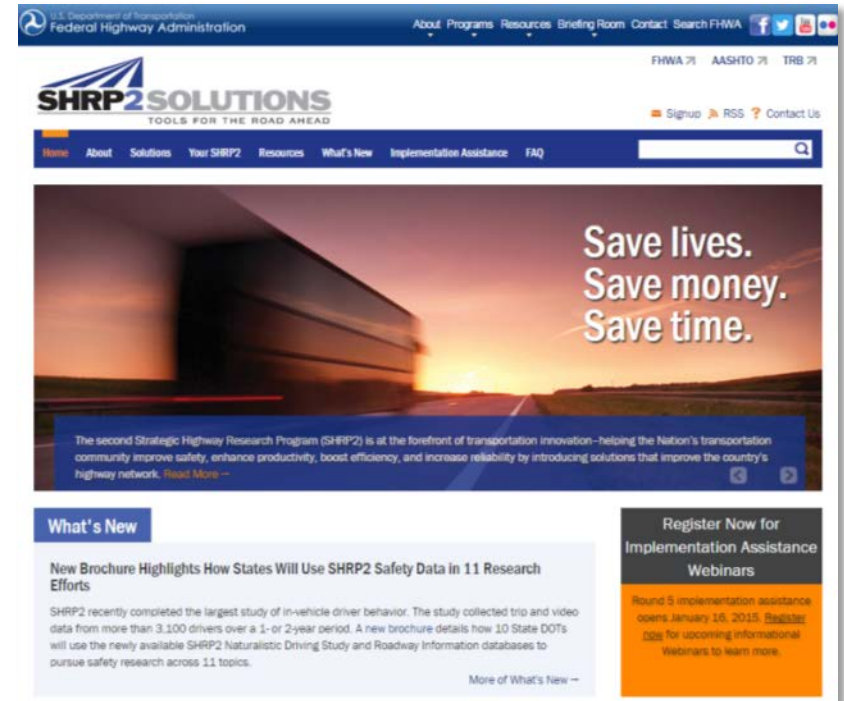 U.S. Department of Transportation
Federal Highway Administration
About Programs Resources Briefing Room Contact Search FHWA
FHWA AASHTO TRB
SHRP2 SOLUTIONS
TOOLS FOR THE ROAD AHEAD
Signup RSS ? Contact Us
Home About Solutions Your SHRP2 Resources What's New Implementation Assistance FAQ
Save lives.
Save money.
Save time.
The second Strategic Highway Research Program (SHRP2) is at the forefront of transportation innovation—helping the Nation's transportation
community improve safety, enhance productivity, boost efficiency, and increase reliability by introducing solutions that improve the country's
highway network. Read More
What's New
New Brochure Highlights How States Will Use SHRP2 Safety Data in 11 Research
Efforts
SHRP2 recently completed the largest study of in-vehicle driver behavior. The study collected trip and video
data from more than 3,100 drivers over a 1- or 2-year period. A new brochure details how 10 State DOTs
will use the newly available SHRP2 Naturalistic Driving Study and Roadway Information databases to
pursue safety research across 11 topics.
More of What's New
Register Now for
Implementation Assistance
Webinars
Round 5 implementation assistance
opens January 16, 2015. Register
now for upcoming informational
Webinars to learn more.